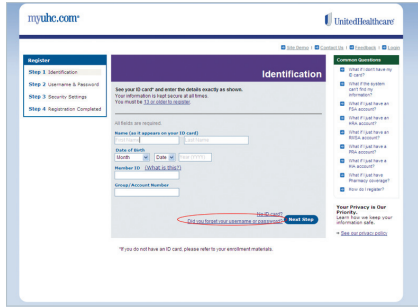 myuhc.com®
UnitedHealthcare®
Site Demo | Contact Us | Feedback | Login
Register
Step 1 Identification
Step 2 Username & Password
Step 3 Security Settings
Step 4 Registration Completed
Identification
See your ID card* and enter the details exactly as shown.
Your information is kept secure at all times.
You must be 13 or older to register.
All fields are required.
Name (as it appears on your ID card)
First Name
Last Name
Date of Birth
Month
Date
Year (YYYY)
Member ID (What is this?)
Group/Account Number
No ID card?
Did you forget your username or password?
Next Step
*If you do not have an ID card, please refer to your enrollment materials.
Common Questions
What if I don't have my ID card?
What if the system can't find my information?
What if I just have an FSA account?
What if I just have an HRA account?
What if I just have an
What if I just have a PRA account?
What if I just have a
What if I just have Pharmacy coverage?
How do I register?
Your Privacy is Our Priority.
Learn how we keep your information safe.
See our privacy policy